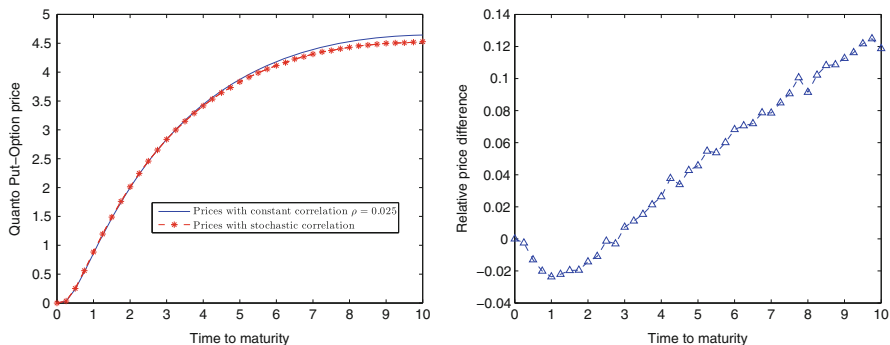 5
4.5
4
3.5
3
2.5
2
1.5
1
0.5
0
0 1 2 3 4 5 6 7 8 9 10
Quanto Put−Option price
Time to maturity
Prices with constant correlation ρ = 0.025
Prices with stochastic correlation
0.14
0.12
0.1
0.08
0.06
0.04
0.02
0
−0.02
−0.04
0 1 2 3 4 5 6 7 8 9 10
Relative price difference
Time to maturity